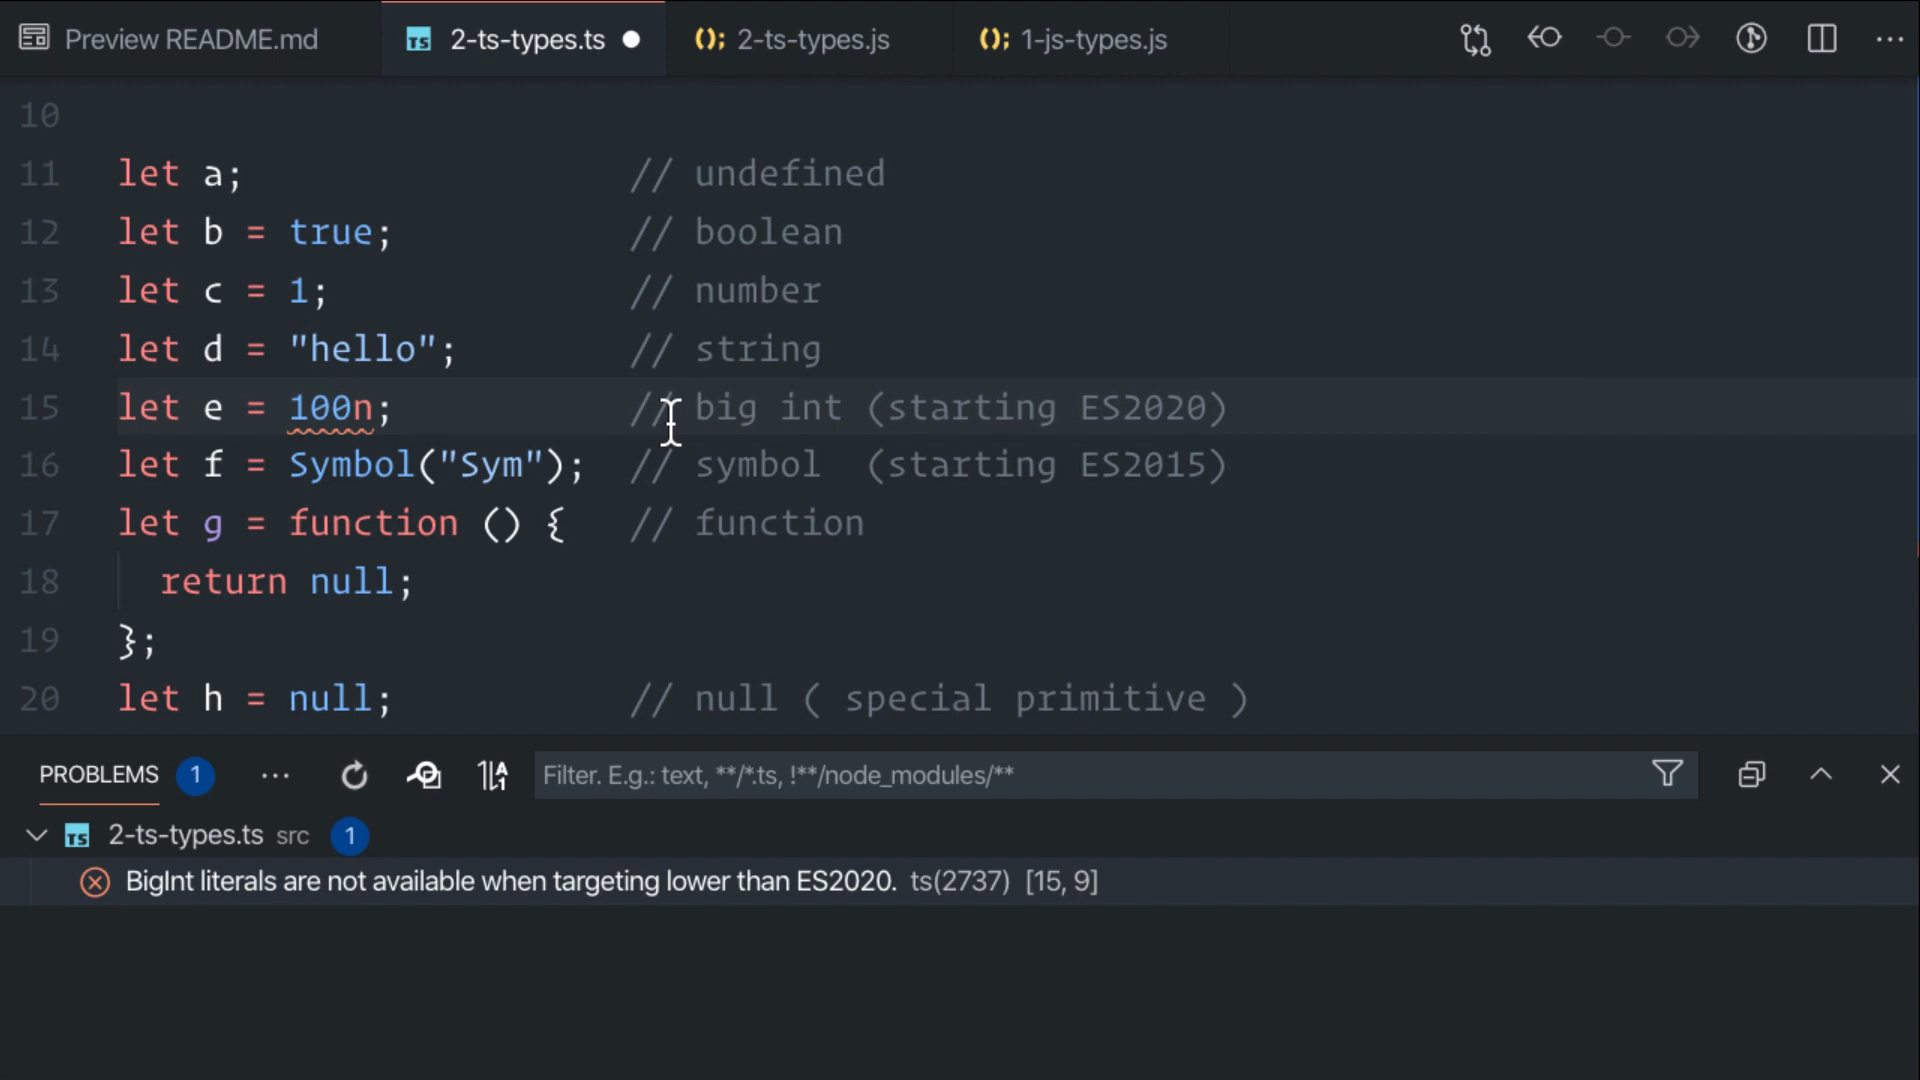 Preview README.md
TS 2-ts-types.ts
(); 2-ts-types.js
(); 1-js-types.js
10
11 let a; // undefined
12 let b = true; // boolean
13 let c = 1; // number
14 let d = "hello"; // string
15 let e = 100n; // big int (starting ES2020)
16 let f = Symbol("Sym"); // symbol (starting ES2015)
17 let g = function () { // function
18 return null;
19 };
20 let h = null; // null ( special primitive )
PROBLEMS 1 Filter. E.g.: text, **/*.ts, !**/node_modules/**
TS 2-ts-types.ts src 1
BigInt literals are not available when targeting lower than ES2020. ts(2737) [15, 9]